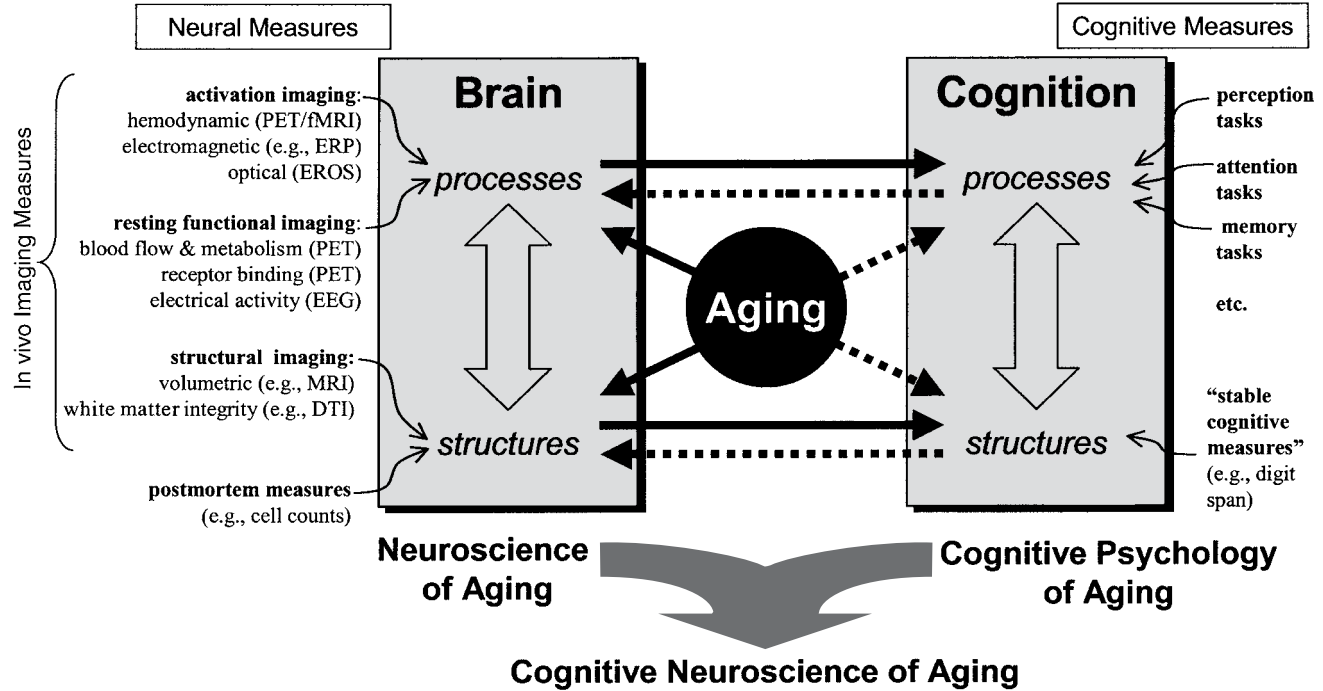 Neural Measures
Cognitive Measures
In vivo Imaging Measures
activation imaging:
hemodynamic (PET/fMRI)
electromagnetic (e.g., ERP)
optical (EROS)
resting functional imaging:
blood flow & metabolism (PET)
receptor binding (PET)
electrical activity (EEG)
structural imaging:
volumetric (e.g., MRI)
white matter integrity (e.g., DTI)
postmortem measures
(e.g., cell counts)
Brain
processes
structures
Aging
Cognition
processes
structures
perception
tasks
attention
tasks
memory
tasks
etc.
“stable
cognitive
measures”
(e.g., digit
span)
Neuroscience
of Aging
Cognitive Psychology
of Aging
Cognitive Neuroscience of Aging